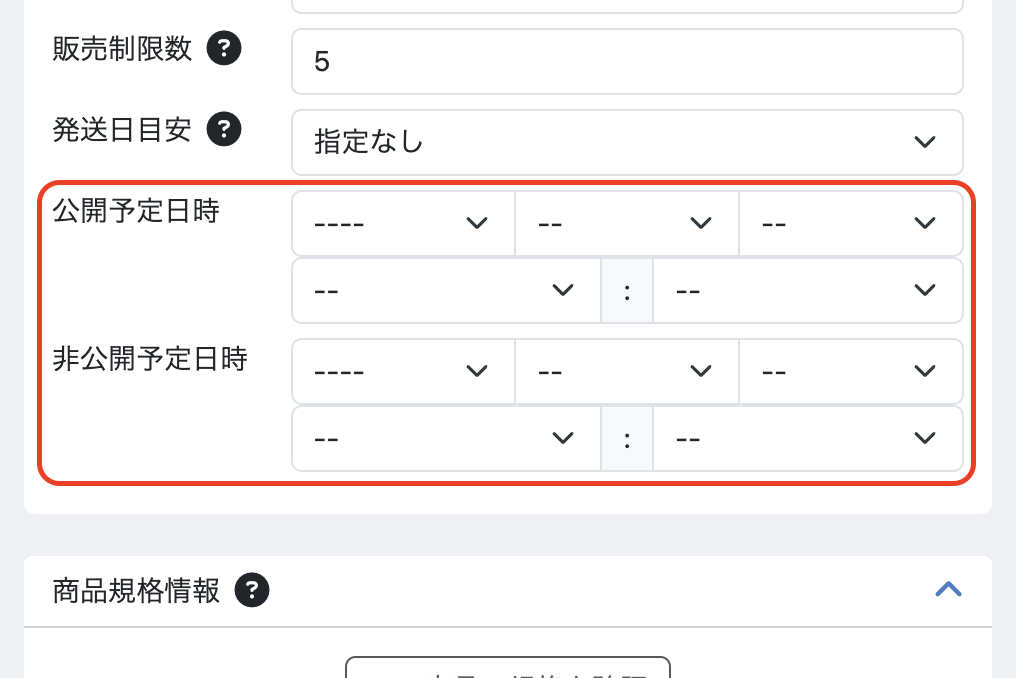 販売制限数 ?
5
発送日目安 ?
指定なし
公開予定日時
---- -- --
-- : --
非公開予定日時
---- -- --
-- : --
商品規格情報 ?